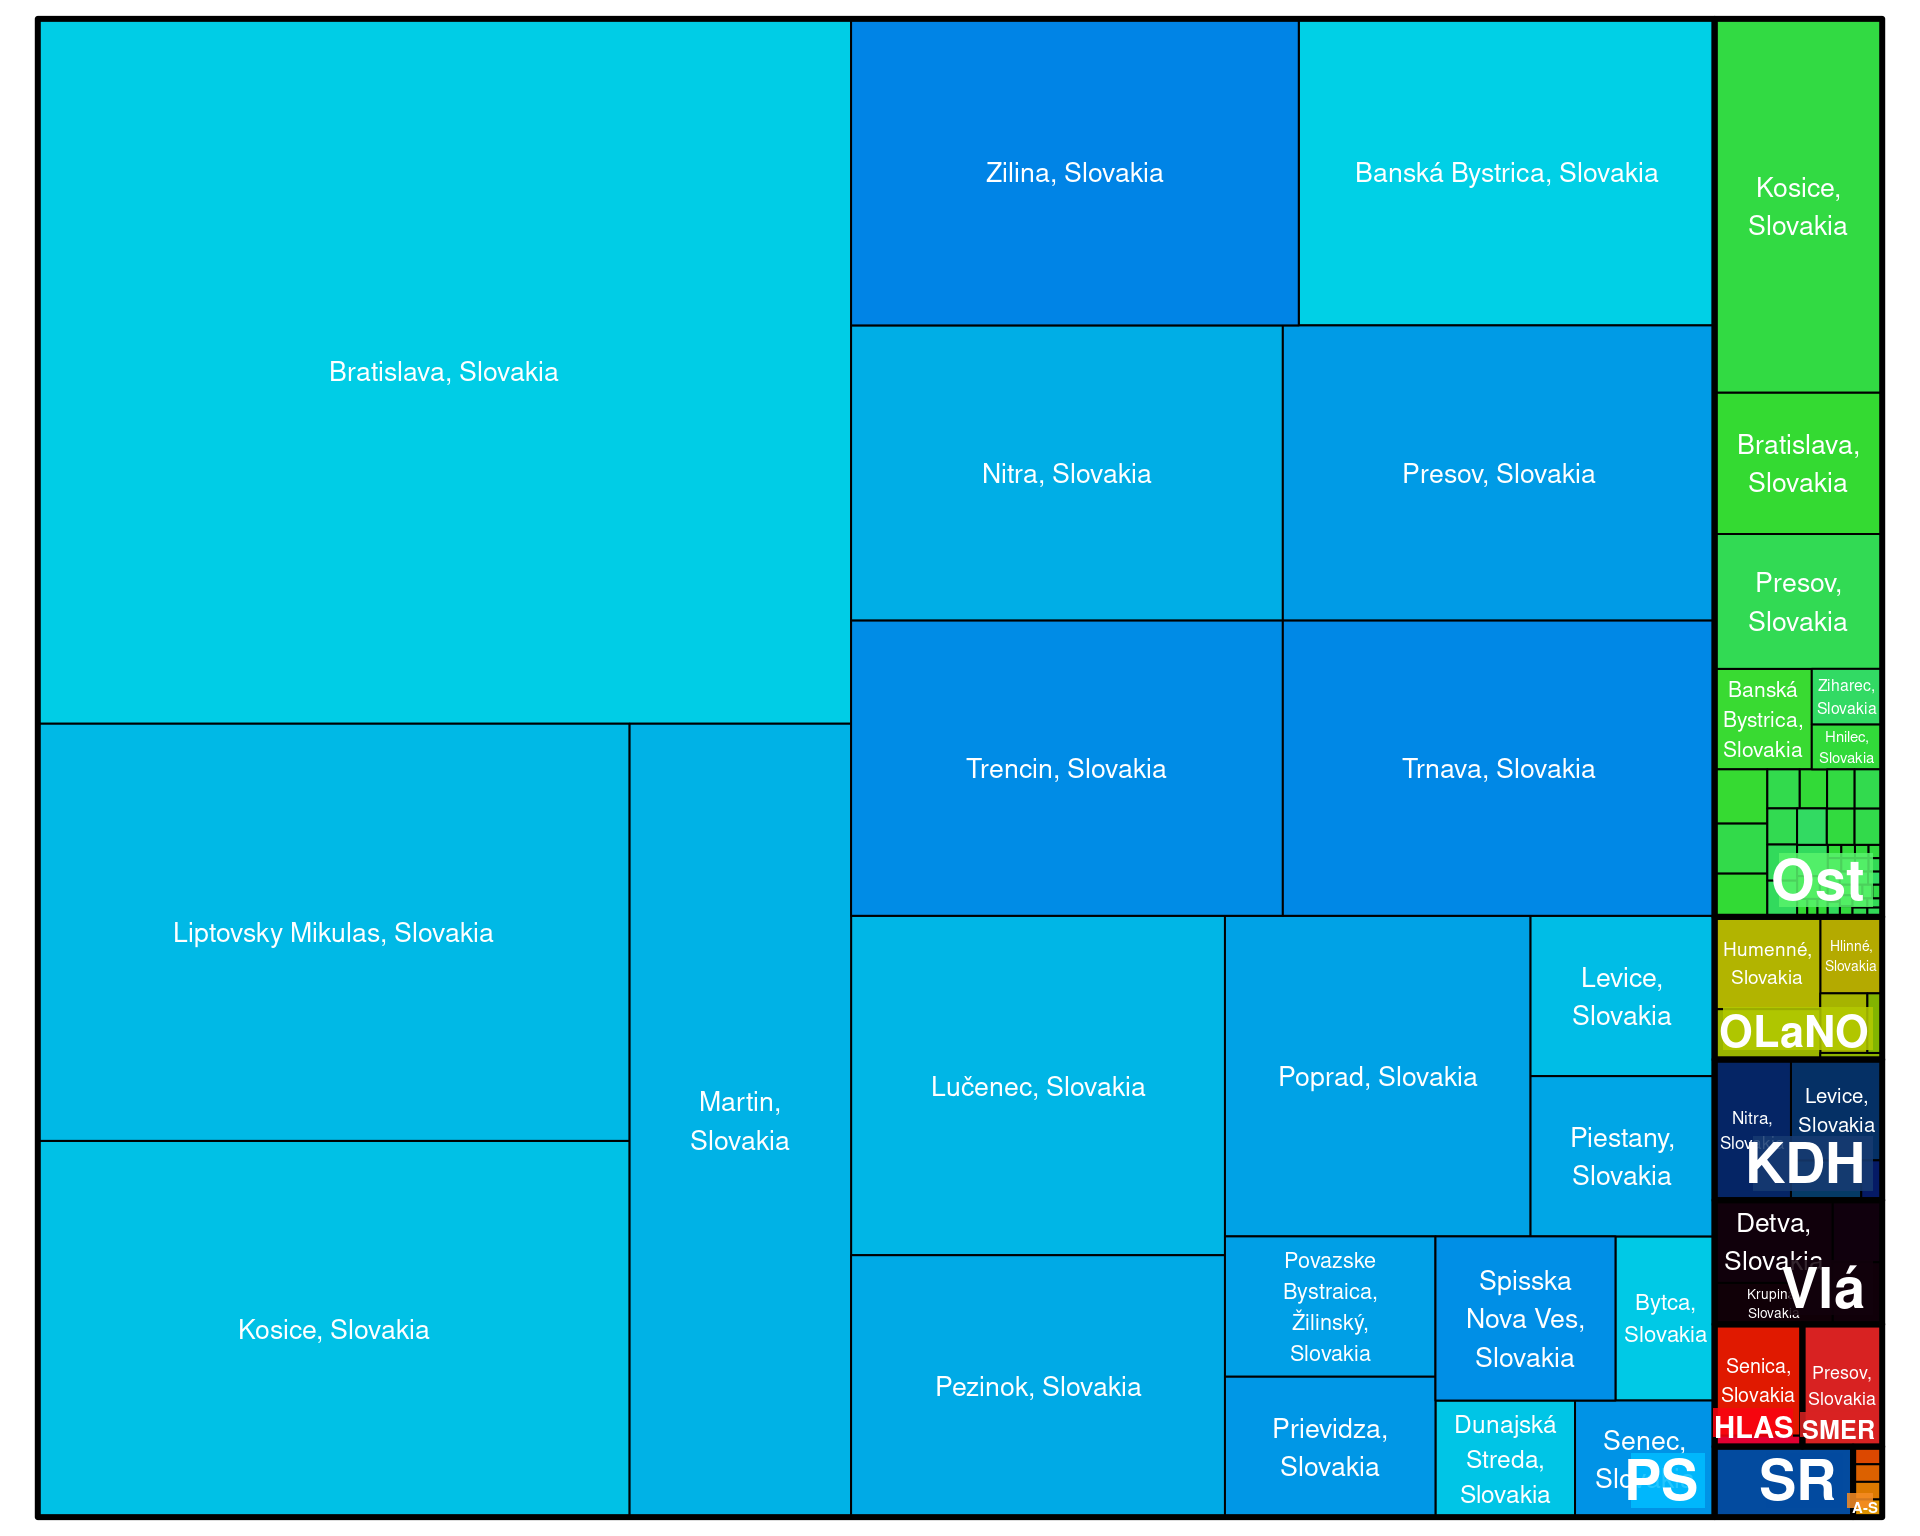 Bratislava, Slovakia
Liptovsky Mikulas, Slovakia
Kosice, Slovakia
Martin,
Slovakia
Zilina, Slovakia
Banská Bystrica, Slovakia
Nitra, Slovakia
Presov, Slovakia
Trencin, Slovakia
Trnava, Slovakia
Lučenec, Slovakia
Pezinok, Slovakia
Poprad, Slovakia
Levice,
Slovakia
Piestany,
Slovakia
Povazske
Bystraica,
Žilinský,
Slovakia
Prievidza,
Slovakia
Spisska
Nova Ves,
Slovakia
Bytca,
Slovakia
Dunajská
Streda,
Slovakia
Senec,
PS
Kosice,
Slovakia
Bratislava,
Slovakia
Presov,
Slovakia
Banská
Bystrica,
Slovakia
Ziharec,
Slovakia
Hnilec,
Slovakia
Ost
Humenné,
Slovakia
Hlinné,
Slovakia
OLaNO
Nitra,
Slovakia
Levice,
Slovakia
KDH
Detva,
Slovakia
Krupina
Slovakia
Vlá
Senica,
Slovakia
HLAS
Presov,
Slovakia
SMER
SR
A-S